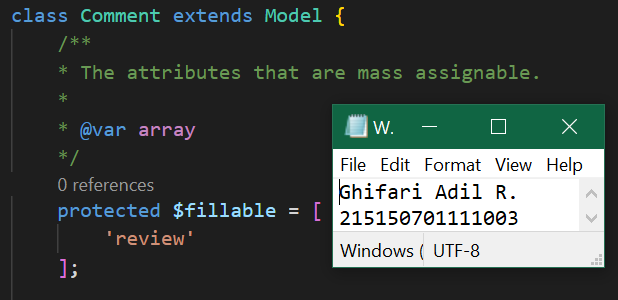 class Comment extends Model {
/**
* The attributes that are mass assignable.
*
* @var array
*/
0 references
protected $fillable = [
'review'
];
W.
File Edit Format View Help
Ghifari Adil R.
215150701111003
Windows ( UTF-8